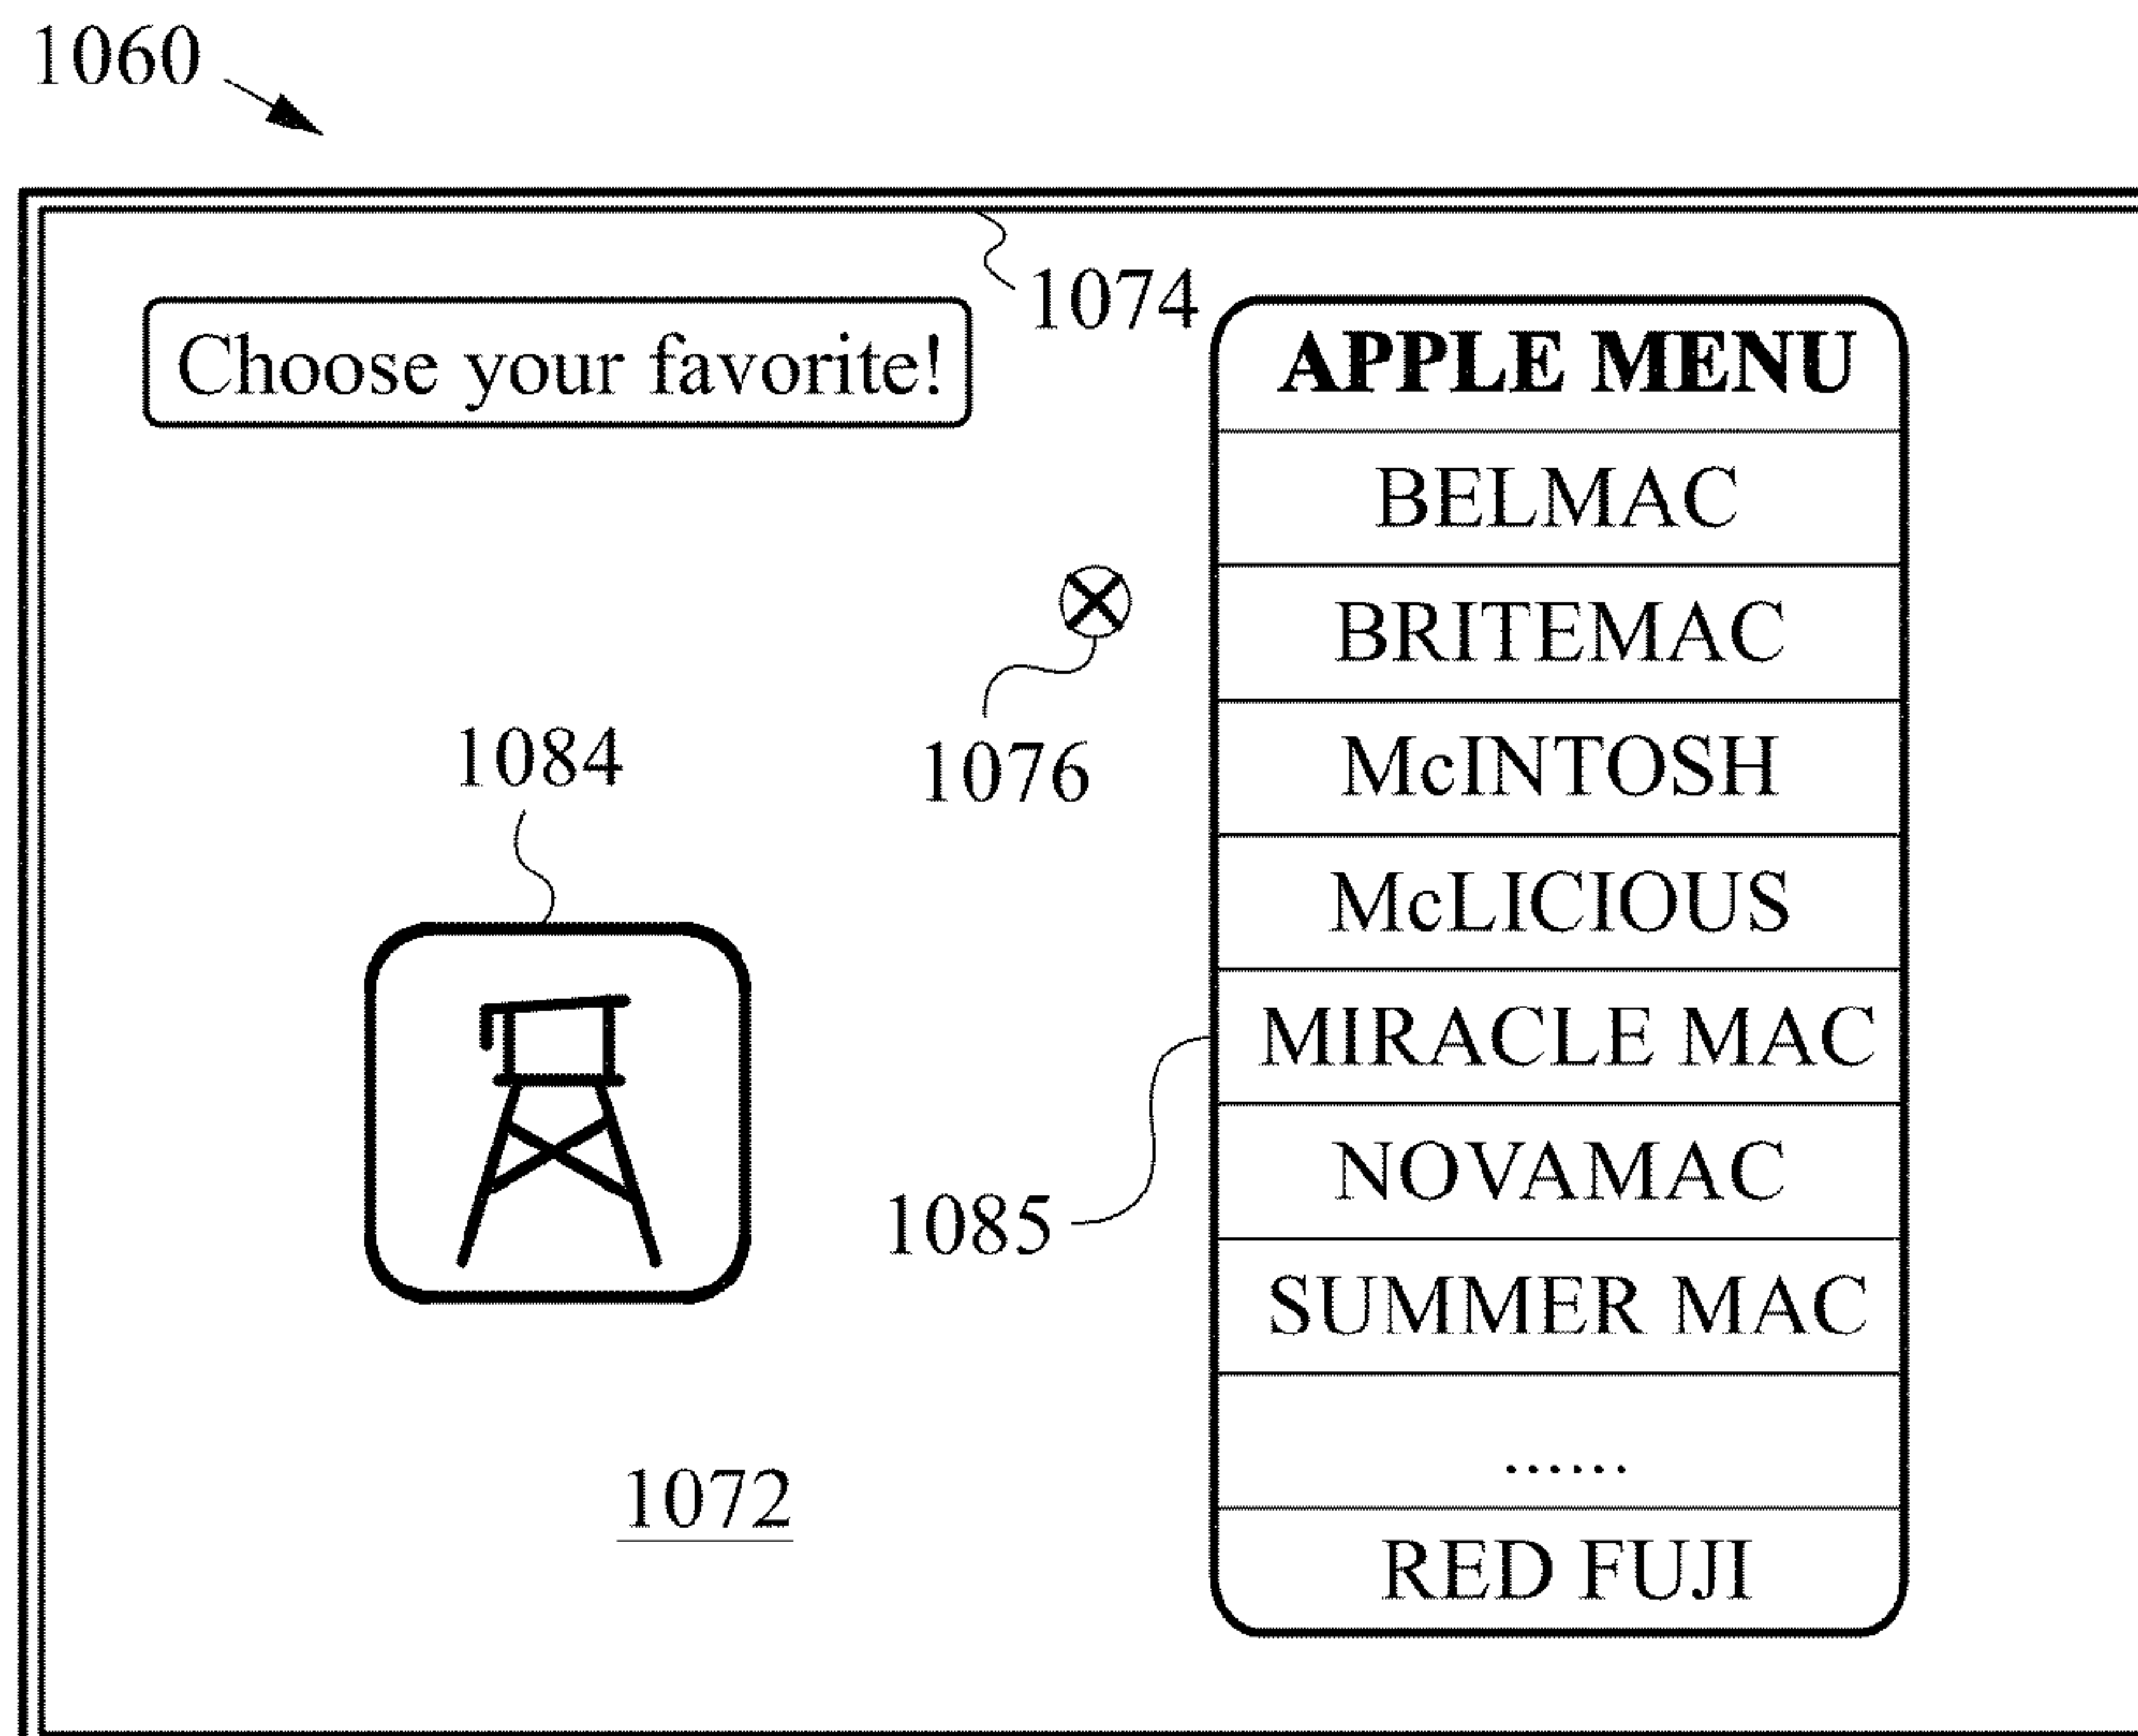 1060
1074
Choose your favorite!
APPLE MENU
BELMAC
BRITEMAC
1076
McINTOSH
1084
McLICIOUS
MIRACLE MAC
NOVAMAC
1085
SUMMER MAC
......
1072
RED FUJI